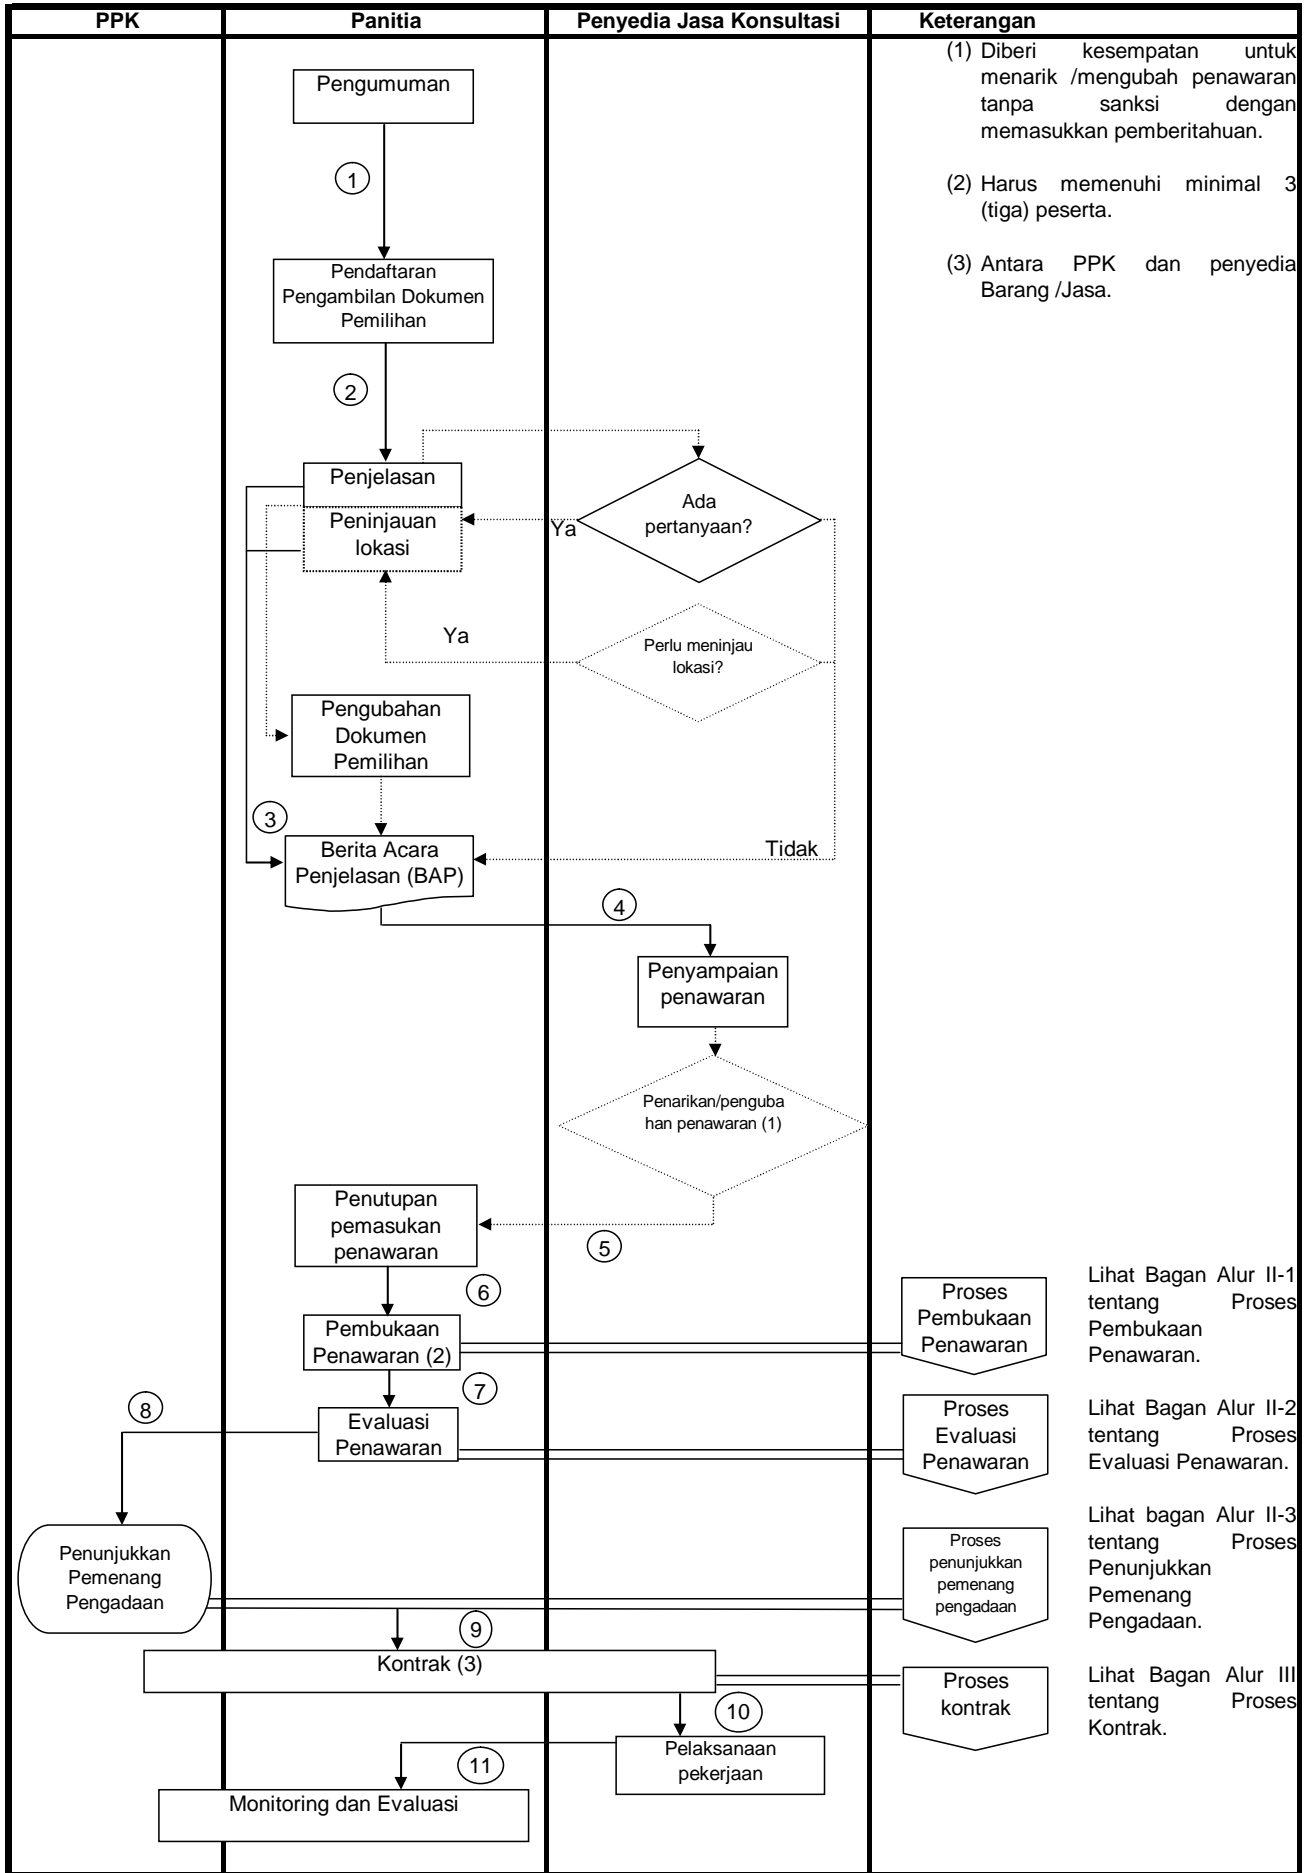 PPK
Panitia
Penyedia Jasa Konsultasi
Keterangan
(1) Diberi kesempatan untuk
menarik /mengubah penawaran
tanpa sanksi dengan
memasukkan pemberitahuan.
(2) Harus memenuhi minimal 3
(tiga) peserta.
(3) Antara PPK dan penyedia
Barang /Jasa.
Pengumuman
1
Pendaftaran
Pengambilan Dokumen
Pemilihan
2
Penjelasan
Peninjauan
lokasi
Ada
pertanyaan?
Ya
Perlu meninjau
lokasi?
Ya
Pengubahan
Dokumen
Pemilihan
3
Berita Acara
Penjelasan (BAP)
Tidak
4
Penyampaian
penawaran
Penarikan/penguba
han penawaran (1)
Penutupan
pemasukan
penawaran
5
6
Pembukaan
Penawaran (2)
Proses
Pembukaan
Penawaran
Lihat Bagan Alur II-1
tentang Proses
Pembukaan
Penawaran.
7
8
Evaluasi
Penawaran
Proses
Evaluasi
Penawaran
Lihat Bagan Alur II-2
tentang Proses
Evaluasi Penawaran.
Penunjukkan
Pemenang
Pengadaan
Proses
penunjukkan
pemenang
pengadaan
Lihat bagan Alur II-3
tentang Proses
Penunjukkan
Pemenang
Pengadaan.
9
Kontrak (3)
Proses
kontrak
Lihat Bagan Alur III
tentang Proses
Kontrak.
10
Pelaksanaan
pekerjaan
11
Monitoring dan Evaluasi